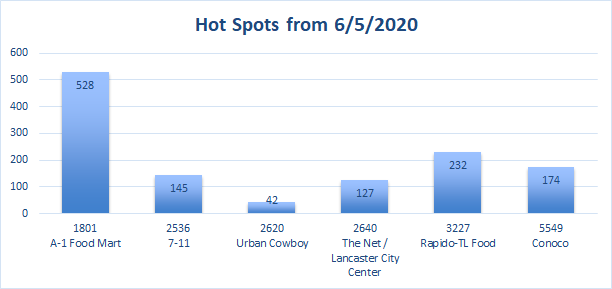 Hot Spots from 6/5/2020
600
500
400
300
200
100
0
528
145
42
127
232
174
1801
A-1 Food Mart
2536
7-11
2620
Urban Cowboy
2640
The Net /
Lancaster City
Center
3227
Rapido-TL Food
5549
Conoco